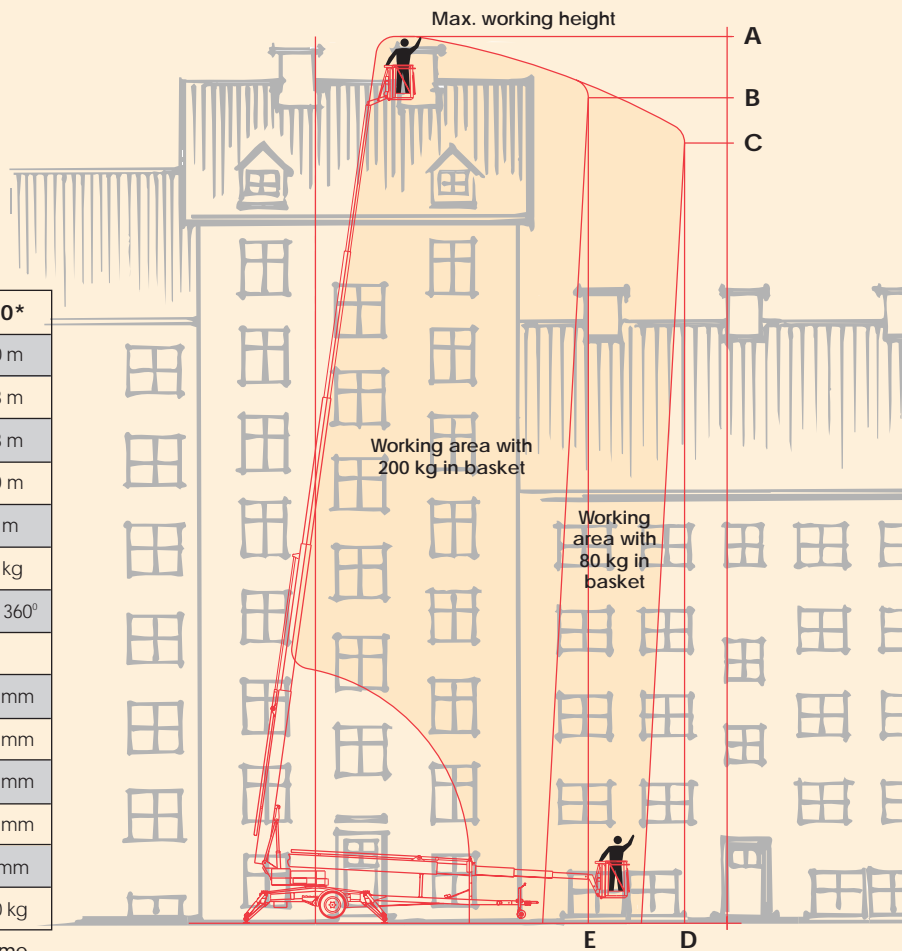 Max. working height
A
B
C
0*
m
m
m
m
m
kg
360⁰
mm
mm
mm
mm
mm
kg
Working area with
200 kg in basket
Working
area with
80 kg in
basket
E D